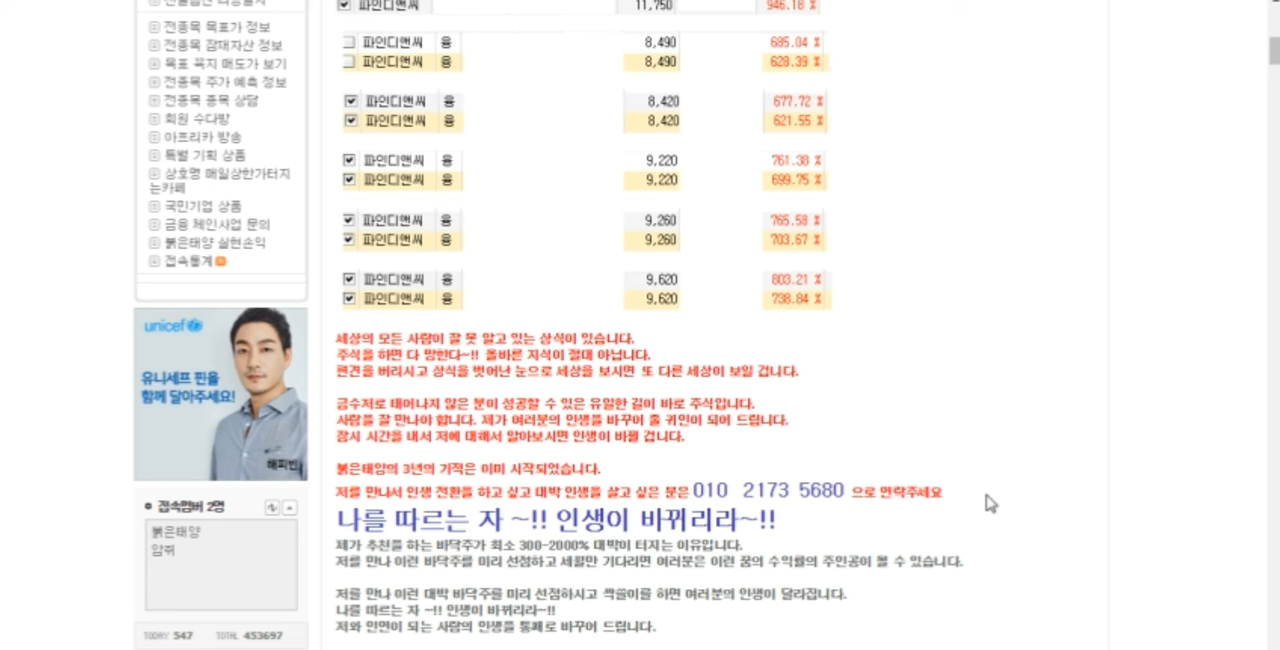 전종목 목표가 정보
전종목 잠재자산 정보
목표 꼭지 매도가 보기
전종목 주가 예측 정보
전종목 종목 상담
회원 수다방
아프리카 방송
특별 기획 상품
상호명 매일상한가터지
는카페
국민기업 상품
금융 체인사업 문의
붉은태양 실현손익
접속통계
unicef
유니세프 핀을
함께 달아주세요!
해피빈
접속멤버 2명
붉은태양
암쥐
TODAY 547 TOTAL 453697
파인디앤씨 11,750 946.18 %
파인디앤씨 융 8,490 685.04 %
파인디앤씨 융 8,490 628.39 %
파인디앤씨 융 8,420 677.72 %
파인디앤씨 융 8,420 621.55 %
파인디앤씨 융 9,220 761.38 %
파인디앤씨 융 9,220 699.75 %
파인디앤씨 융 9,260 765.58 %
파인디앤씨 융 9,260 703.67 %
파인디앤씨 융 9,620 803.21 %
파인디앤씨 융 9,620 738.84 %
세상의 모든 사람이 잘 못 알고 있는 상식이 있습니다.
주식을 하면 다 망한다~!! 올바른 지식이 절대 아닙니다.
편견을 버리시고 상식을 벗어난 눈으로 세상을 보시면 또 다른 세상이 보일 겁니다.
금수저로 태어나지 않은 분이 성공할 수 있은 유일한 길이 바로 주식입니다.
사람을 잘 만나야 합니다. 제가 여러분의 인생을 바꾸어 줄 귀인이 되어 드립니다.
잠시 시간을 내서 저에 대해서 알아보시면 인생이 바뀔 겁니다.
붉은태양의 3년의 기적은 이미 시작되었습니다.
저를 만나서 인생 전환을 하고 싶고 대박 인생을 살고 싶은 분은 010 2173 5680 으로 연락주세요
나를 따르는 자 ~!! 인생이 바뀌리라~!!
제가 추천을 하는 바닥주가 최소 300-2000% 대박이 터지는 이유입니다.
저를 만나 이런 바닥주를 미리 선점하고 세월만 기다리면 여러분은 이런 꿈의 수익률의 주인공이 될 수 있습니다.
저를 만나 이런 대박 바닥주를 미리 선점하시고 싹쓸이를 하면 여러분의 인생이 달라집니다.
나를 따르는 자 ~!! 인생이 바뀌리라~!!
저와 인연이 되는 사람의 인생을 통째로 바꾸어 드립니다.